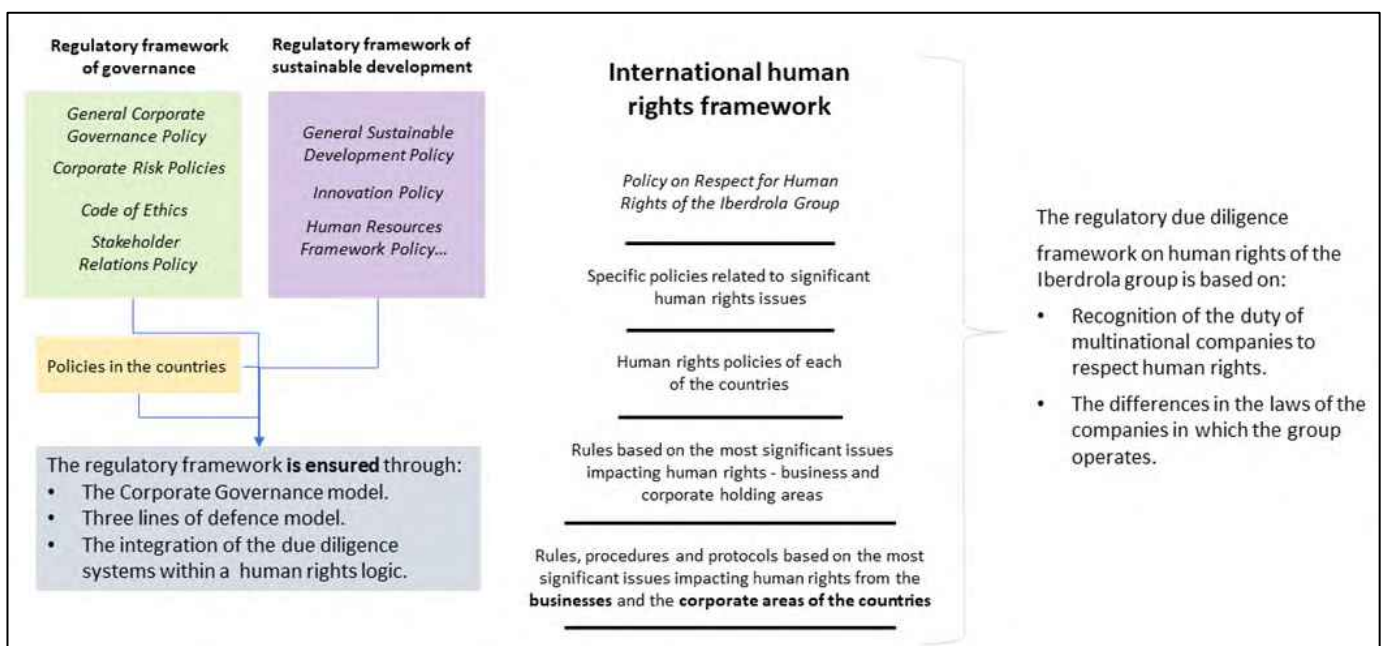 Regulatory framework
of governance
General Corporate
Governance Policy
Corporate Risk Policies
Code of Ethics
Stakeholder
Relations Policy
Regulatory framework of
sustainable development
General Sustainable
Development Policy
Innovation Policy
Human Resources
Framework Policy...
Policies in the countries
The regulatory framework is ensured through:
• The Corporate Governance model.
• Three lines of defence model.
• The integration of the due diligence
systems within a human rights logic.
International human
rights framework
Policy on Respect for Human
Rights of the Iberdrola Group
Specific policies related to significant
human rights issues
Human rights policies of each
of the countries
Rules based on the most significant issues
impacting human rights - business and
corporate holding areas
Rules, procedures and protocols based on the most
significant issues impacting human rights from the
businesses and the corporate areas of the countries
The regulatory due diligence
framework on human rights of the
Iberdrola group is based on:
• Recognition of the duty of
multinational companies to
respect human rights.
• The differences in the laws of the
companies in which the group
operates.